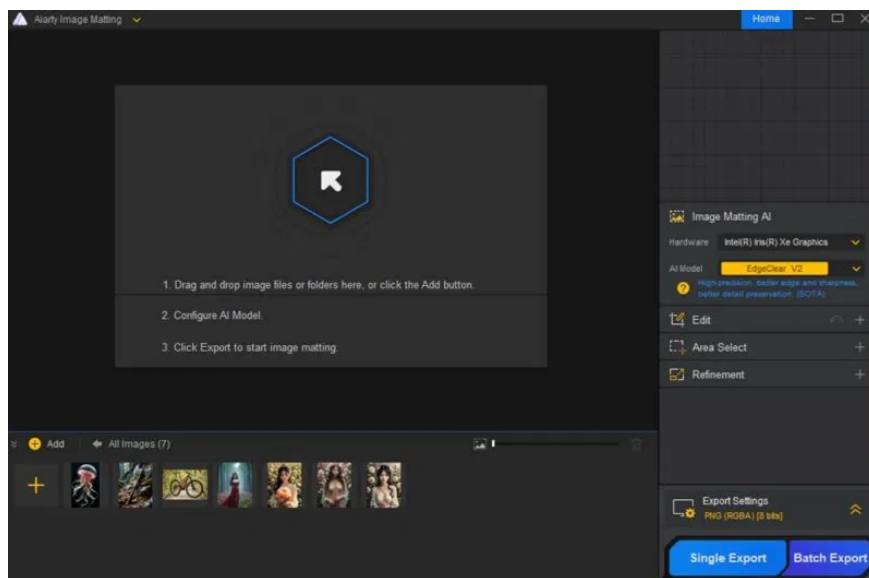 Aiarty Image Matting
Home
1. Drag and drop image files or folders here, or click the Add button.
2. Configure AI Model.
3. Click Export to start image matting.
Image Matting AI
Hardware Intel(R) Iris(R) Xe Graphics
AI Model EdgeClear V2
High-precision, better edge and sharpness,
better detail preservation. (SOTA)
Edit
Area Select
Refinement
Add All Images (7)
Export Settings
PNG (RGBA) [8 bits]
Single Export Batch Export